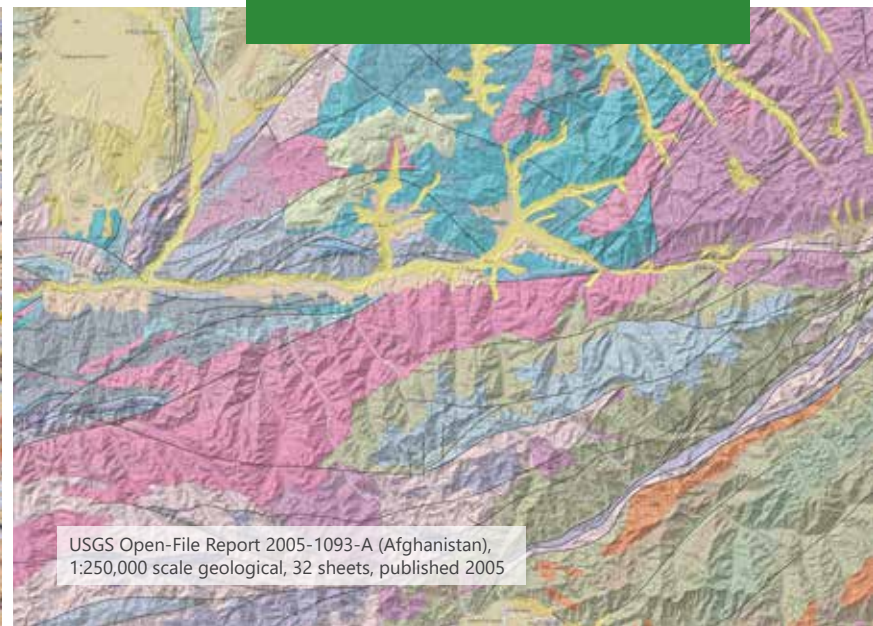 USGS Open-File Report 2005-1093-A (Afghanistan),
1:250,000 scale geological, 32 sheets, published 2005